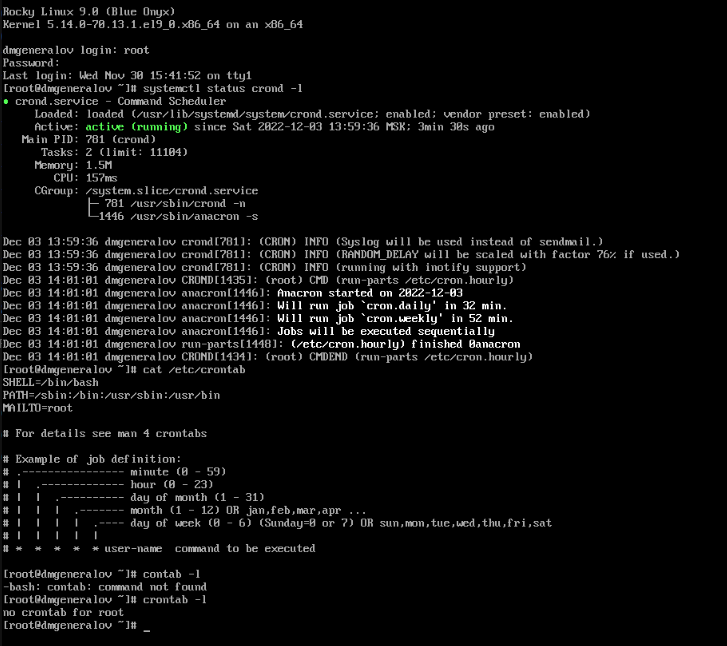 Rocky Linux 9.0 (Blue Onyx)
Kernel 5.14.0-70.13.1.el9_0.x86_64 on an x86_64

dmgeneralov login: root
Password:
Last login: Wed Nov 30 15:41:52 on tty1
[root@dmgeneralov ~]# systemctl status crond -l
● crond.service - Command Scheduler
     Loaded: loaded (/usr/lib/systemd/system/crond.service; enabled; vendor preset: enabled)
     Active: active (running) since Sat 2022-12-03 13:59:36 MSK; 3min 30s ago
   Main PID: 781 (crond)
      Tasks: 2 (limit: 11104)
     Memory: 1.5M
        CPU: 157ms
     CGroup: /system.slice/crond.service
             ├─ 781 /usr/sbin/crond -n
             └─1446 /usr/sbin/anacron -s

Dec 03 13:59:36 dmgeneralov crond[781]: (CRON) INFO (Syslog will be used instead of sendmail.)
Dec 03 13:59:36 dmgeneralov crond[781]: (CRON) INFO (RANDOM_DELAY will be scaled with factor 76% if used.)
Dec 03 13:59:36 dmgeneralov crond[781]: (CRON) INFO (running with inotify support)
Dec 03 14:01:01 dmgeneralov CROND[1435]: (root) CMD (run-parts /etc/cron.hourly)
Dec 03 14:01:01 dmgeneralov anacron[1446]: Anacron started on 2022-12-03
Dec 03 14:01:01 dmgeneralov anacron[1446]: Will run job `cron.daily' in 32 min.
Dec 03 14:01:01 dmgeneralov anacron[1446]: Will run job `cron.weekly' in 52 min.
Dec 03 14:01:01 dmgeneralov anacron[1446]: Jobs will be executed sequentially
Dec 03 14:01:01 dmgeneralov run-parts[1448]: (/etc/cron.hourly) finished 0anacron
Dec 03 14:01:01 dmgeneralov CROND[1434]: (root) CMDEND (run-parts /etc/cron.hourly)
[root@dmgeneralov ~]# cat /etc/crontab
SHELL=/bin/bash
PATH=/sbin:/bin:/usr/sbin:/usr/bin
MAILTO=root

# For details see man 4 crontabs

# Example of job definition:
# .---------------- minute (0 - 59)
# |  .------------- hour (0 - 23)
# |  |  .---------- day of month (1 - 31)
# |  |  |  .------- month (1 - 12) OR jan,feb,mar,apr ...
# |  |  |  |  .---- day of week (0 - 6) (Sunday=0 or 7) OR sun,mon,tue,wed,thu,fri,sat
# |  |  |  |  |
# *  *  *  *  * user-name  command to be executed

[root@dmgeneralov ~]# contab -l
-bash: contab: command not found
[root@dmgeneralov ~]# crontab -l
no crontab for root
[root@dmgeneralov ~]# _